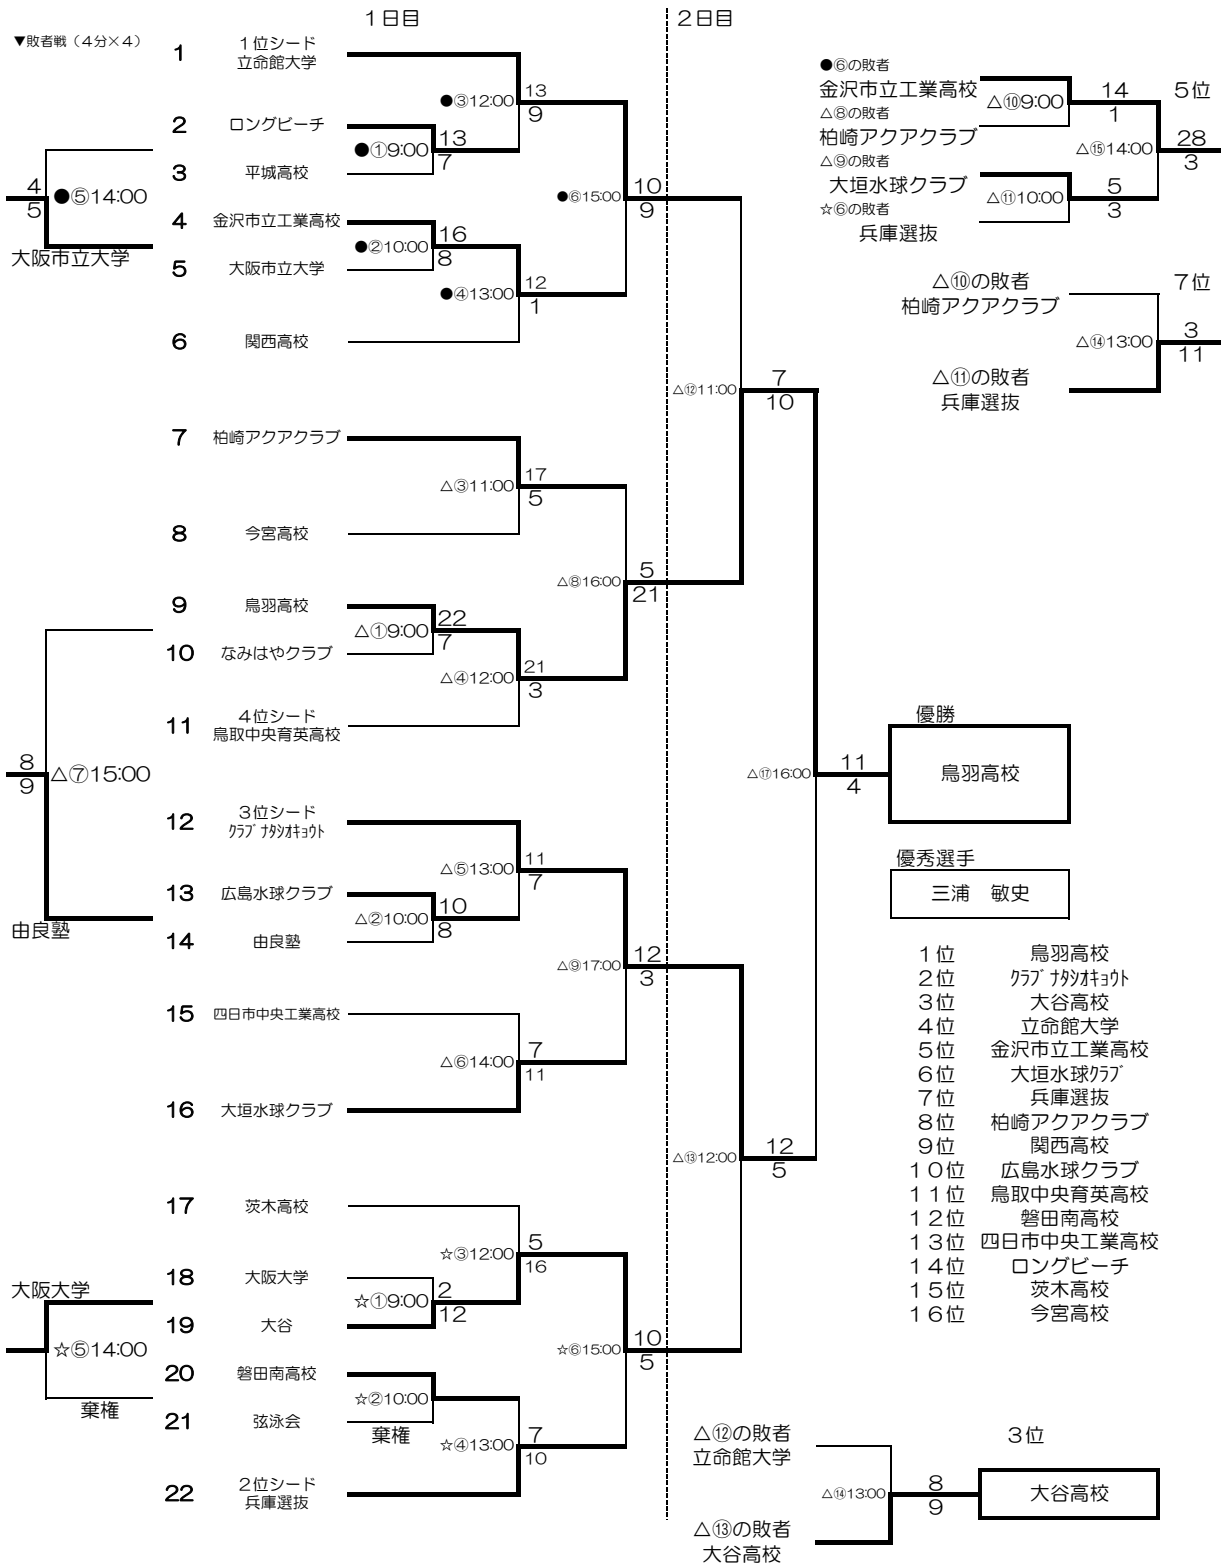 １日目
２日目
▼敗者戦（４分×４）
1
１位シード
立命館大学
●③12:00
13
9
2
ロングビーチ
●①9:00
13
7
3
平城高校
4
5
●⑤14:00
大阪市立大学
●⑥15:00
10
9
4
金沢市立工業高校
●②10:00
16
8
5
大阪市立大学
●④13:00
12
1
6
関西高校
△⑫11:00
7
10
7
柏崎アクアクラブ
△③11:00
17
5
8
今宮高校
△⑧16:00
5
21
9
鳥羽高校
△①9:00
22
7
10
なみはやクラブ
△④12:00
21
3
11
４位シード
鳥取中央育英高校
8
9
△⑦15:00
由良塾
△⑰16:00
11
4
12
３位シード
ｸﾗﾌﾞﾅﾀｼｵｷｮｳﾄ
△⑤13:00
11
7
13
広島水球クラブ
△②10:00
10
8
14
由良塾
△⑨17:00
12
3
15
四日市中央工業高校
△⑥14:00
7
11
16
大垣水球クラブ
△⑬12:00
12
5
17
茨木高校
☆③12:00
5
16
18
大阪大学
☆①9:00
2
12
19
大谷
大阪大学
☆⑤14:00
棄権
☆⑥15:00
10
5
20
磐田南高校
☆②10:00
21
弦泳会
棄権
☆④13:00
7
10
22
２位シード
兵庫選抜
●⑥の敗者
金沢市立工業高校
△⑩9:00
14
1
５位
△⑧の敗者
柏崎アクアクラブ
△⑮14:00
28
3
△⑨の敗者
大垣水球クラブ
△⑪10:00
5
3
☆⑥の敗者
兵庫選抜
△⑩の敗者
柏崎アクアクラブ
７位
△⑭13:00
3
11
△⑪の敗者
兵庫選抜
優勝
鳥羽高校
優秀選手
三浦　敏史
１位　鳥羽高校
２位　ｸﾗﾌﾞﾅﾀｼｵｷｮｳﾄ
３位　大谷高校
４位　立命館大学
５位　金沢市立工業高校
６位　大垣水球ｸﾗﾌﾞ
７位　兵庫選抜
８位　柏崎アクアクラブ
９位　関西高校
１０位　広島水球クラブ
１１位　鳥取中央育英高校
１２位　磐田南高校
１３位　四日市中央工業高校
１４位　ロングビーチ
１５位　茨木高校
１６位　今宮高校
△⑫の敗者
立命館大学
３位
△⑭13:00
8
9
大谷高校
△⑬の敗者
大谷高校